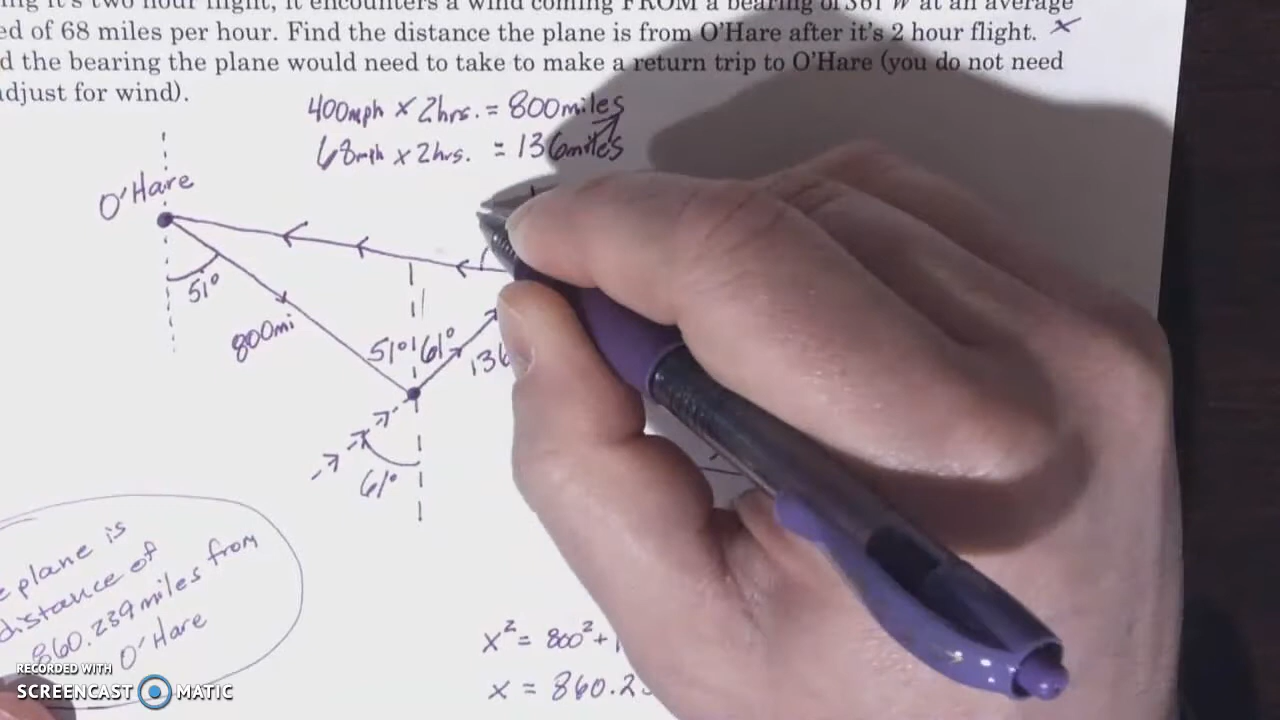 it's two hour flight, it encounters a wind coming FROM a bearing of S61°W at an average
ed of 68 miles per hour. Find the distance the plane is from O'Hare after it's 2 hour flight. x
d the bearing the plane would need to take to make a return trip to O'Hare (you do not need
adjust for wind).
400mph x 2hrs. = 800miles
68mph x 2hrs. = 136miles
O'Hare
51°
800mi
51° 61°
136
61°
e plane is
distance of
860.239 miles from
O'Hare
x² = 800² +
x = 860.23
RECORDED WITH
SCREENCAST MATIC